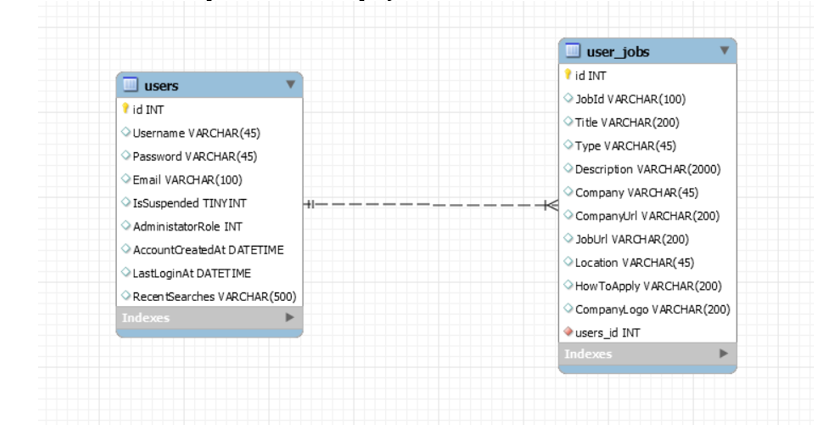 users
id INT
Username VARCHAR(45)
Password VARCHAR(45)
Email VARCHAR(100)
IsSuspended TINYINT
AdministatorRole INT
AccountCreatedAt DATETIME
LastLoginAt DATETIME
RecentSearches VARCHAR(500)
Indexes
user_jobs
id INT
JobId VARCHAR(100)
Title VARCHAR(200)
Type VARCHAR(45)
Description VARCHAR(2000)
Company VARCHAR(45)
CompanyUrl VARCHAR(200)
JobUrl VARCHAR(200)
Location VARCHAR(45)
HowToApply VARCHAR(200)
CompanyLogo VARCHAR(200)
users_id INT
Indexes